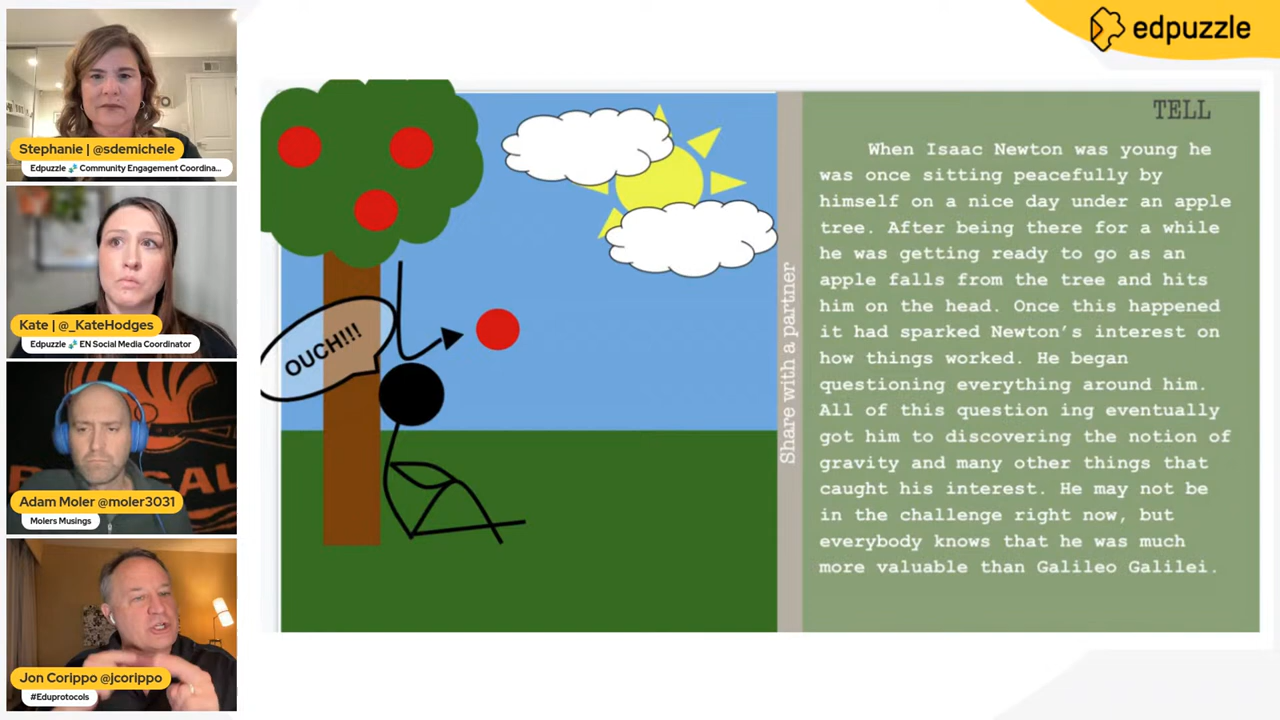 edpuzzle
Stephanie | @sdemichele
Edpuzzle Community Engagement Coordina...
Kate | @_KateHodges
Edpuzzle EN Social Media Coordinator
Adam Moler @moler3031
Molers Musings
Jon Corippo @jcorippo
#Eduprotocols
OUCH!!!
Share with a partner
TELL
When Isaac Newton was young he
was once sitting peacefully by
himself on a nice day under an apple
tree. After being there for a while
he was getting ready to go as an
apple falls from the tree and hits
him on the head. Once this happened
it had sparked Newton's interest on
how things worked. He began
questioning everything around him.
All of this question ing eventually
got him to discovering the notion of
gravity and many other things that
caught his interest. He may not be
in the challenge right now, but
everybody knows that he was much
more valuable than Galileo Galilei.